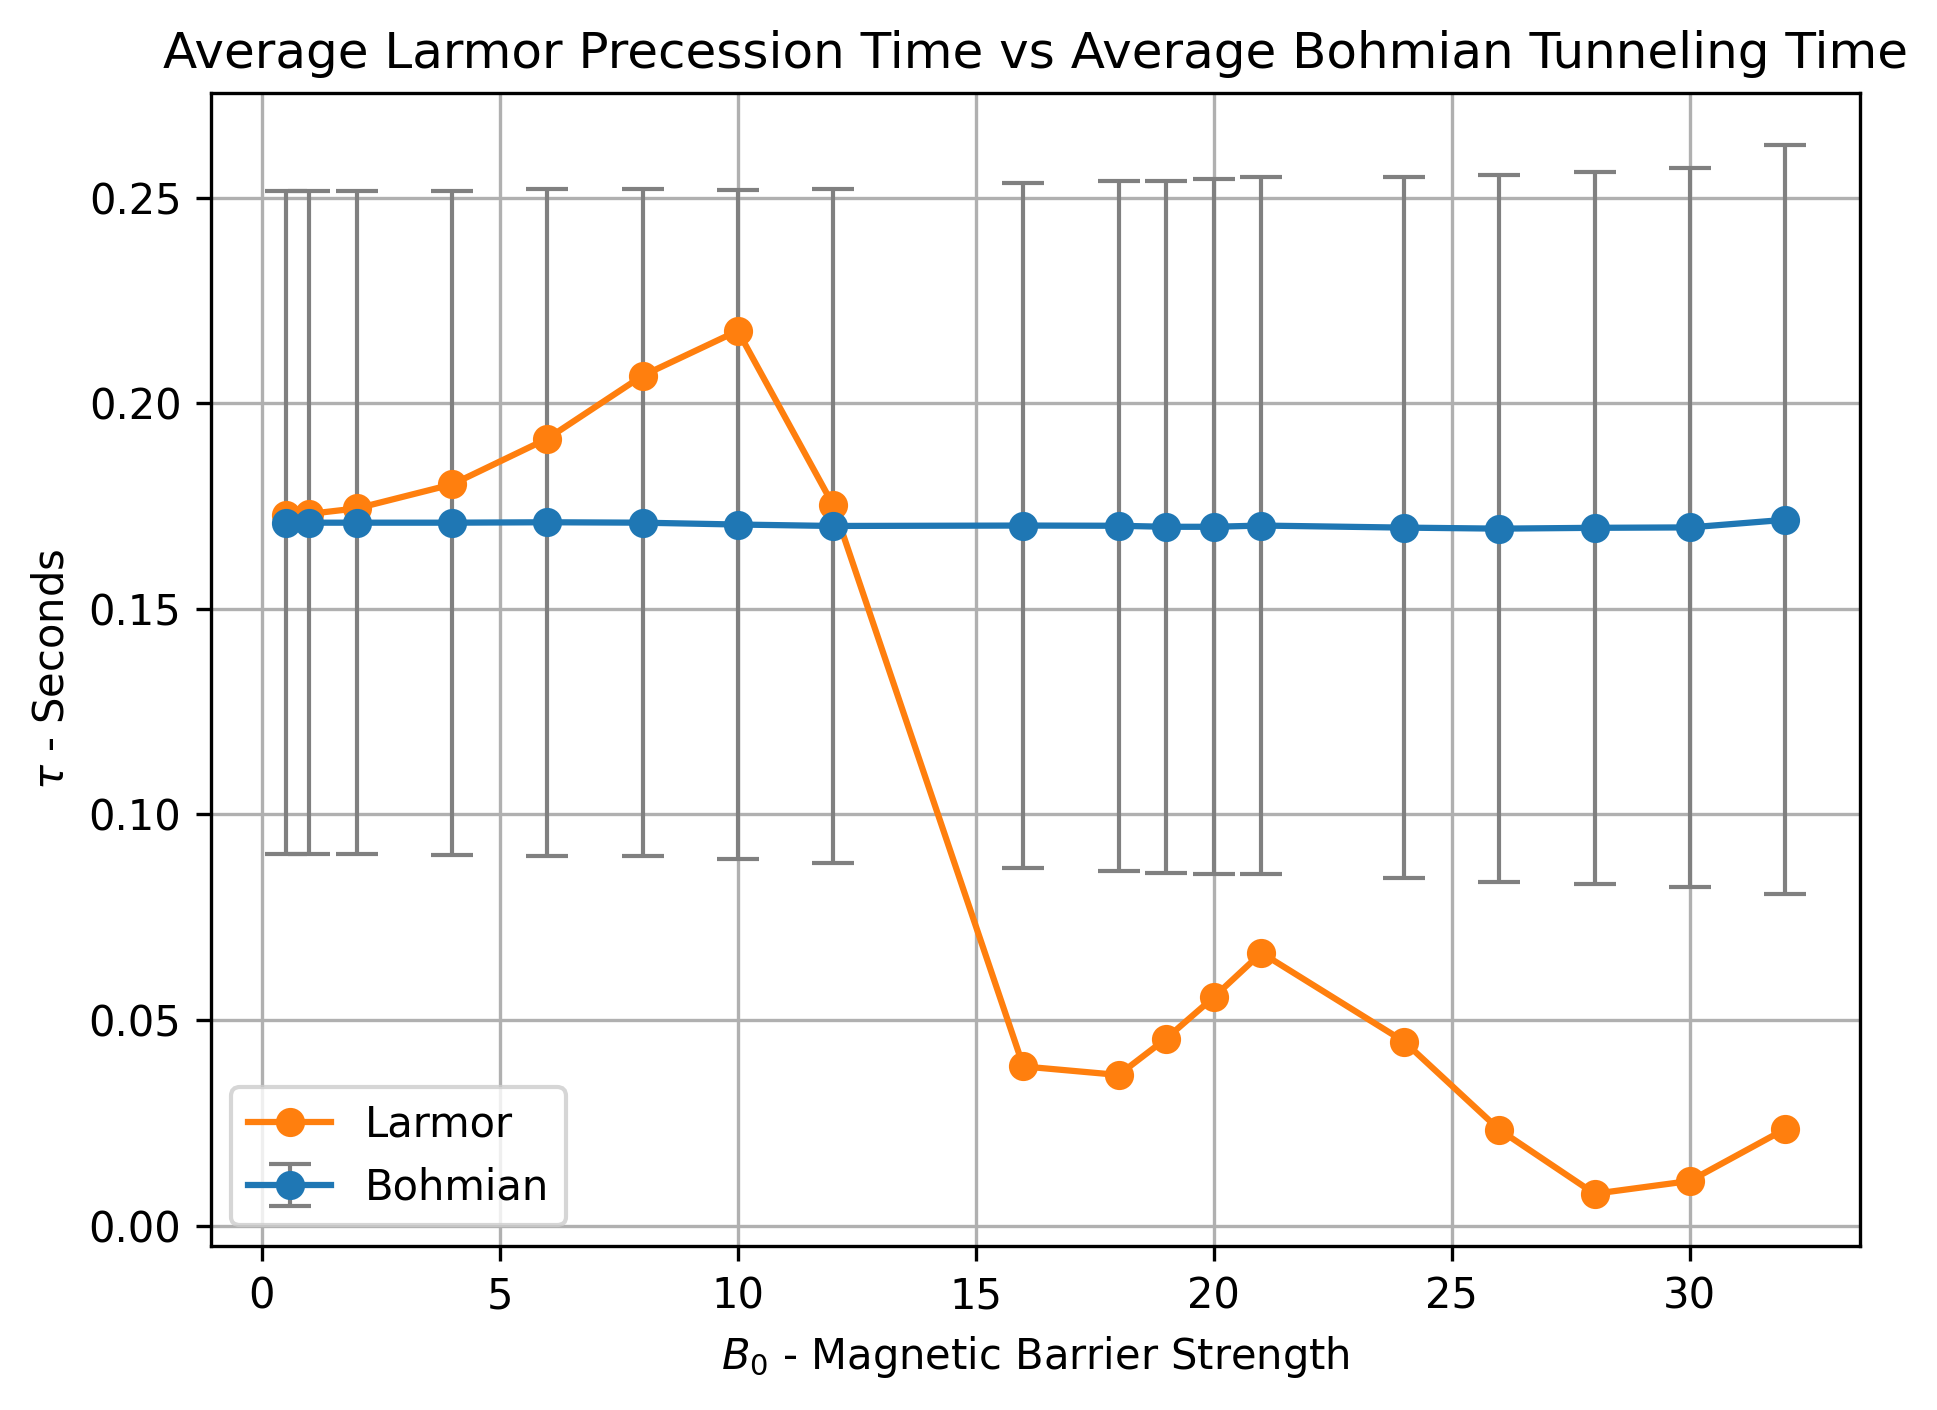 Average Larmor Precession Time vs Average Bohmian Tunneling Time
τ - Seconds
0.25
0.20
0.15
0.10
0.05
0.00
Larmor
Bohmian
0 5 10 15 20 25 30
B₀ - Magnetic Barrier Strength